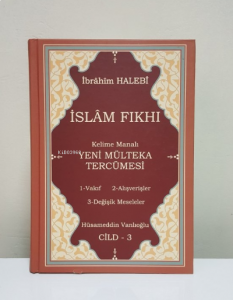 İbrâhim HALEBÎ
İSLÂM FIKHI
Kelime Manalı
YENİ MÜLTEKA
TERCÜMESİ
1-Vakıf 2-Alışverişler
3-Değişik Meseleler
Hüsameddin Vanlıoğlu
CİLD - 3